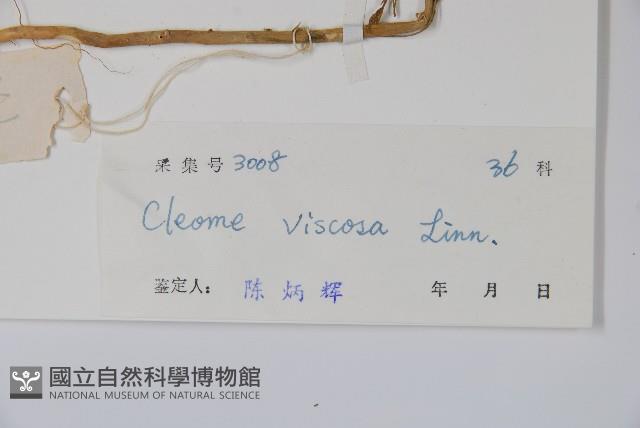 采集号 3008 36 科
Cleome viscosa Linn.
鉴定人: 陈炳辉 年 月 日
國立自然科學博物館
NATIONAL MUSEUM OF NATURAL SCIENCE